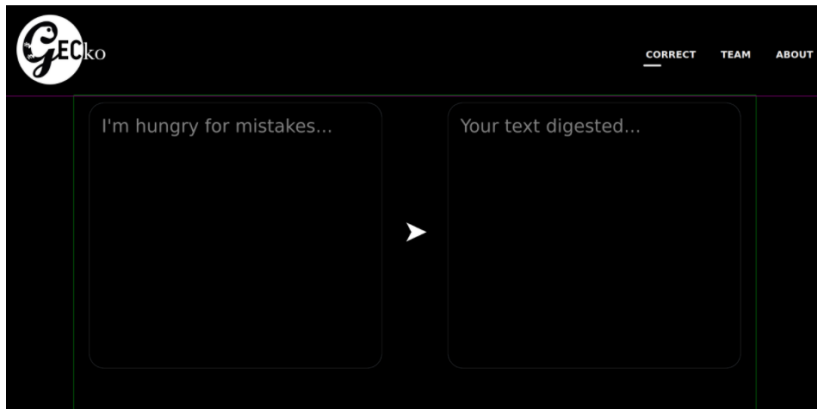 GECko
CORRECT TEAM ABOUT
I'm hungry for mistakes...
Your text digested...